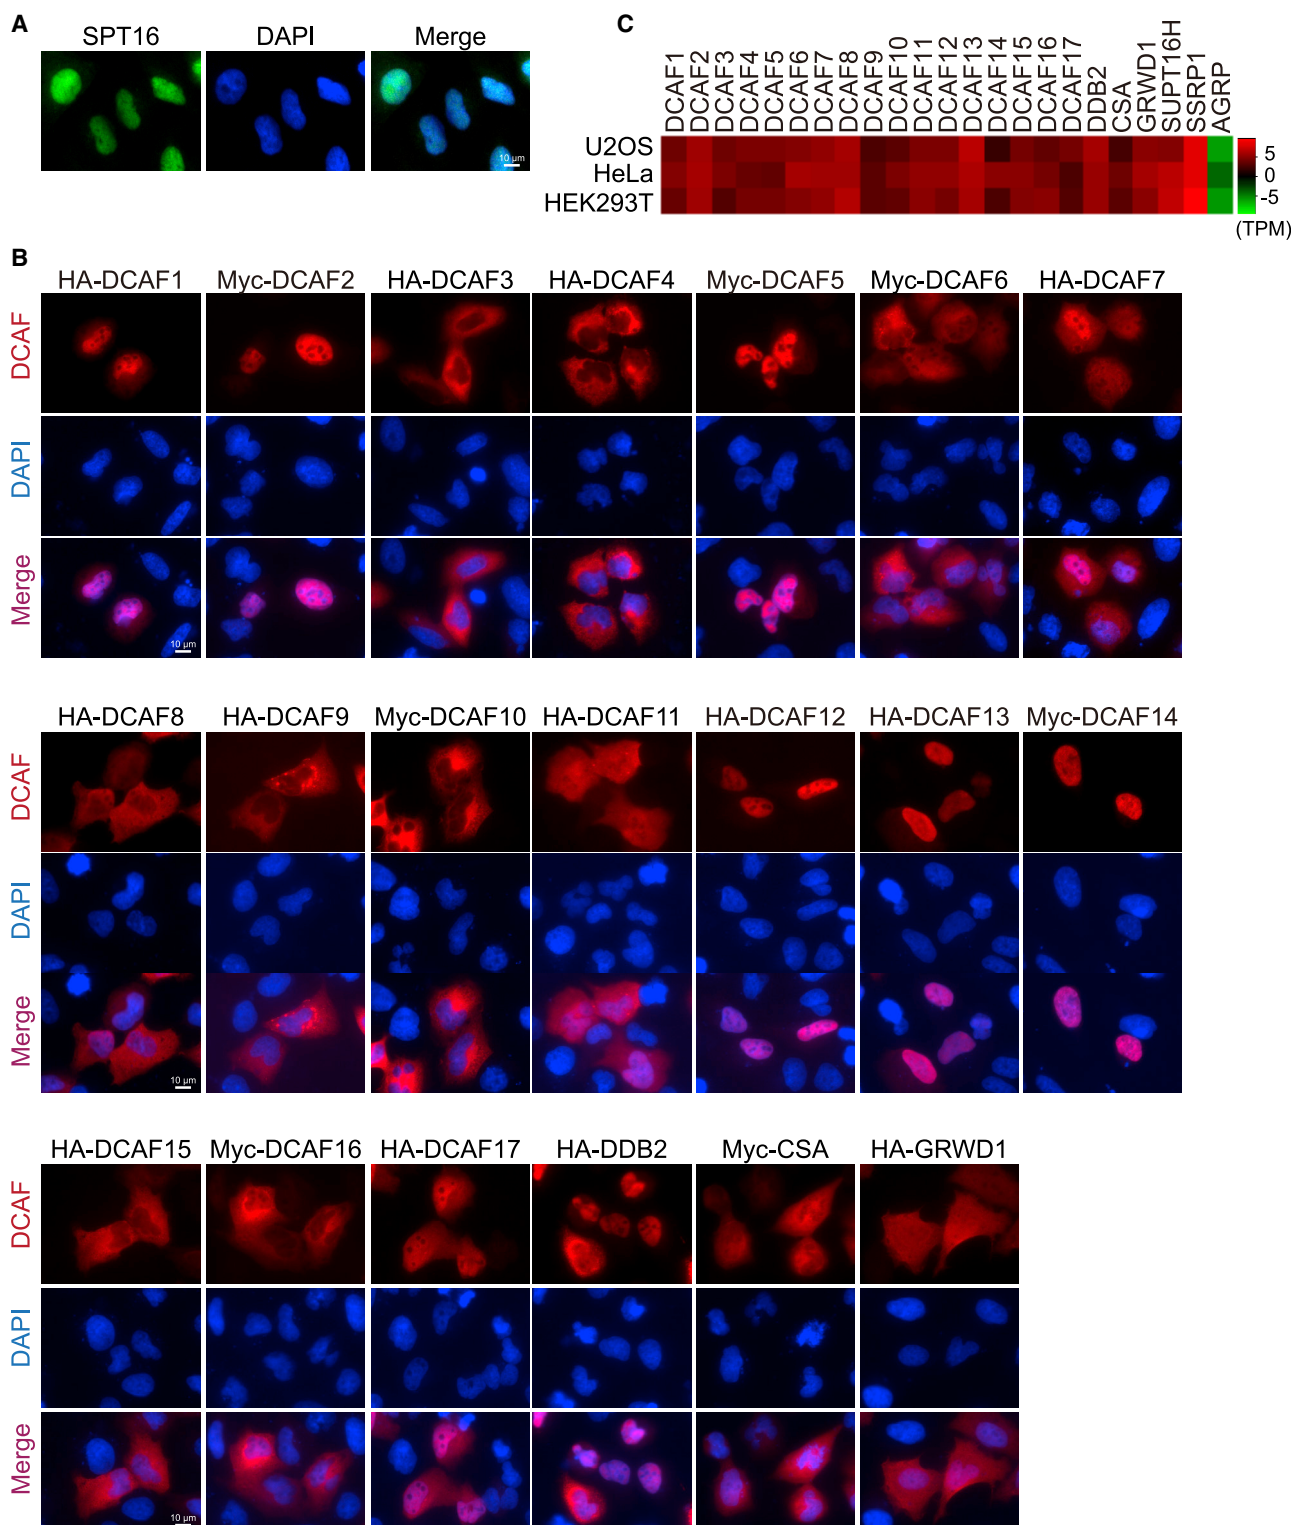 A
SPT16 DAPI Merge
10 μm
C
DCAF1 DCAF2 DCAF3 DCAF4 DCAF5 DCAF6 DCAF7 DCAF8 DCAF9 DCAF10 DCAF11 DCAF12 DCAF13 DCAF14 DCAF15 DCAF16 DCAF17 DDB2 CSA GRWD1 SUPT16H SSRP1 AGRP
U2OS
HeLa
HEK293T
5
0
-5
(TPM)
B
HA-DCAF1 Myc-DCAF2 HA-DCAF3 HA-DCAF4 Myc-DCAF5 Myc-DCAF6 HA-DCAF7
DCAF
DAPI
Merge
10 μm
HA-DCAF8 HA-DCAF9 Myc-DCAF10 HA-DCAF11 HA-DCAF12 HA-DCAF13 Myc-DCAF14
DCAF
DAPI
Merge
10 μm
HA-DCAF15 Myc-DCAF16 HA-DCAF17 HA-DDB2 Myc-CSA HA-GRWD1
DCAF
DAPI
Merge
10 μm